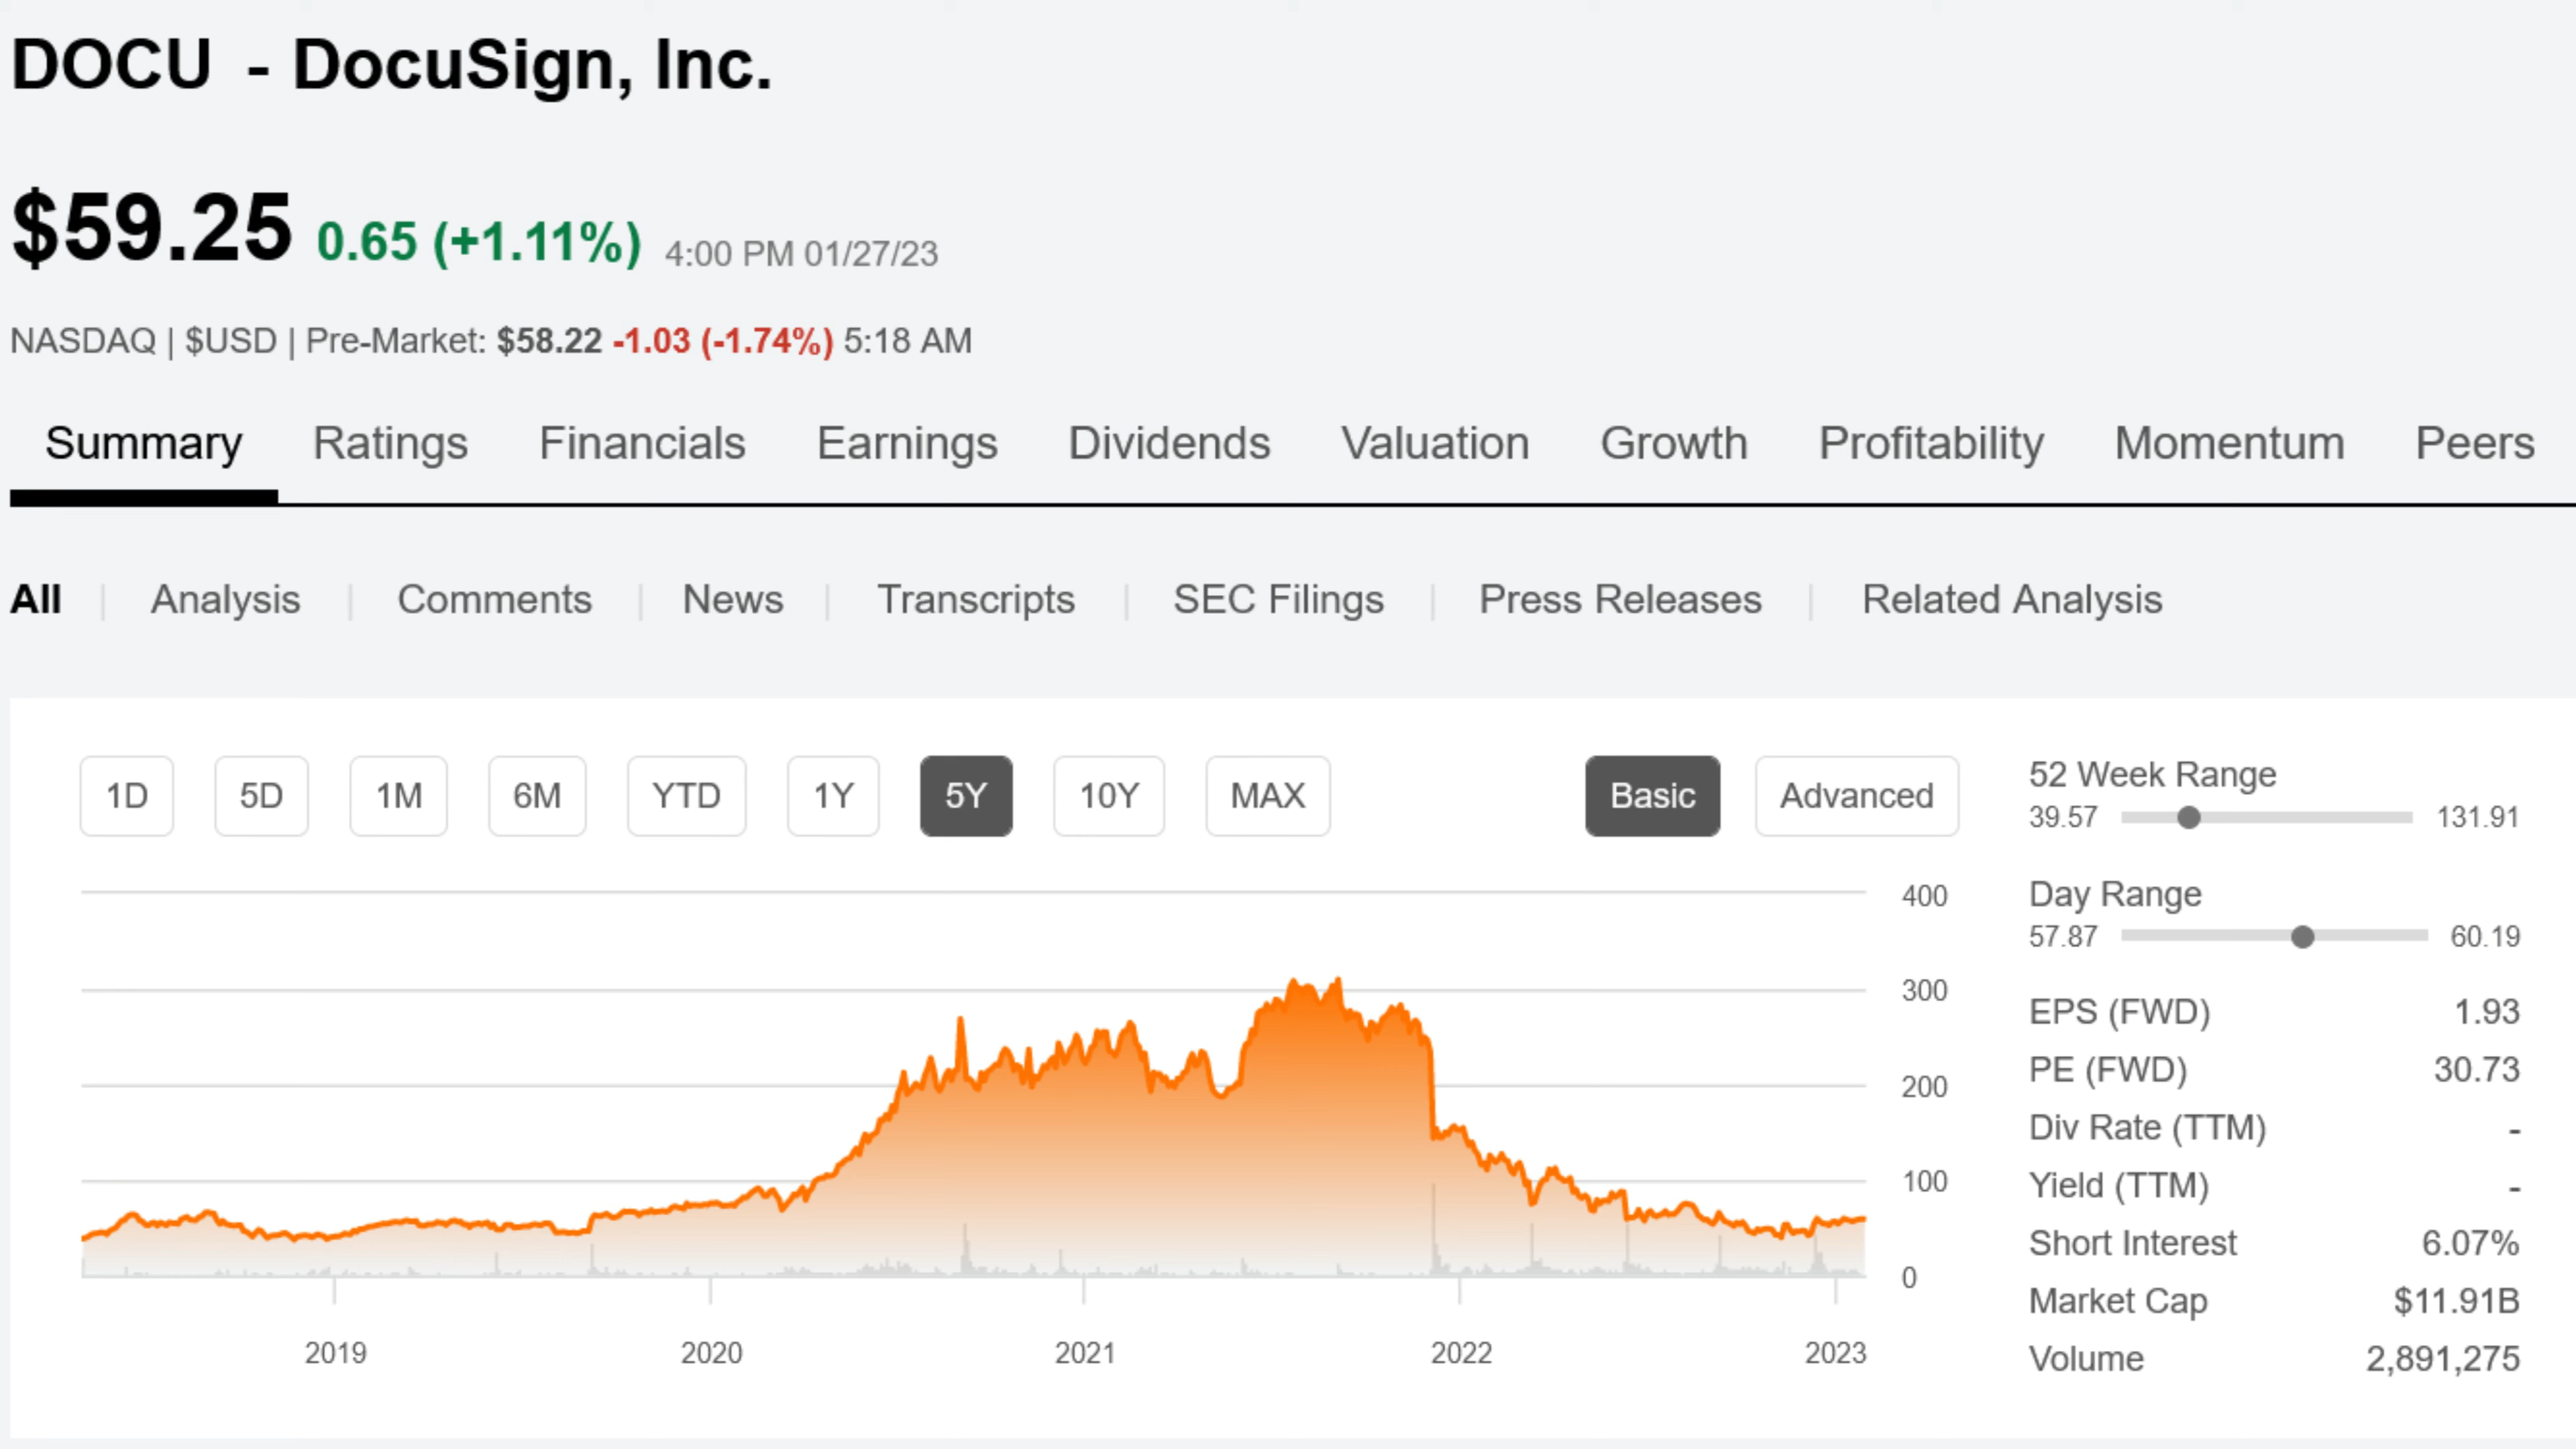 DOCU - DocuSign, Inc.
$59.25 0.65 (+1.11%) 4:00 PM 01/27/23
NASDAQ | $USD | Pre-Market: $58.22 -1.03 (-1.74%) 5:18 AM
Summary Ratings Financials Earnings Dividends Valuation Growth Profitability Momentum Peers
All | Analysis | Comments | News | Transcripts | SEC Filings | Press Releases | Related Analysis
1D 5D 1M 6M YTD 1Y 5Y 10Y MAX Basic Advanced
400
300
200
100
0
2019 2020 2021 2022 2023
52 Week Range
39.57 131.91
Day Range
57.87 60.19
EPS (FWD) 1.93
PE (FWD) 30.73
Div Rate (TTM) -
Yield (TTM) -
Short Interest 6.07%
Market Cap $11.91B
Volume 2,891,275